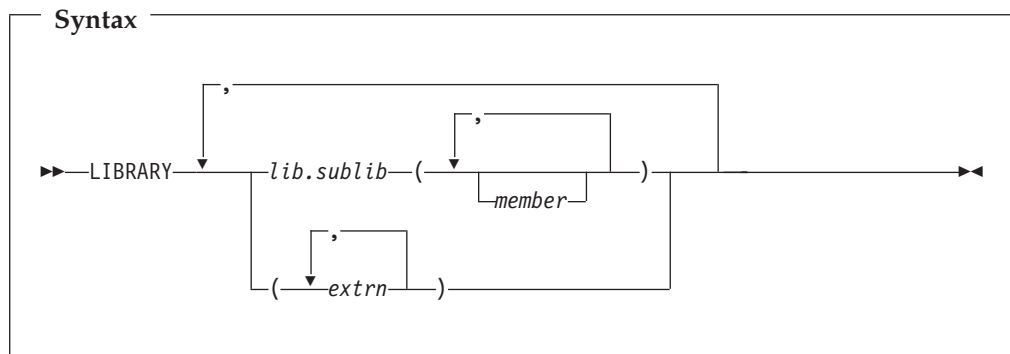 Syntax
,
,
LIBRARY lib.sublib ( )
member
,
( extrn )